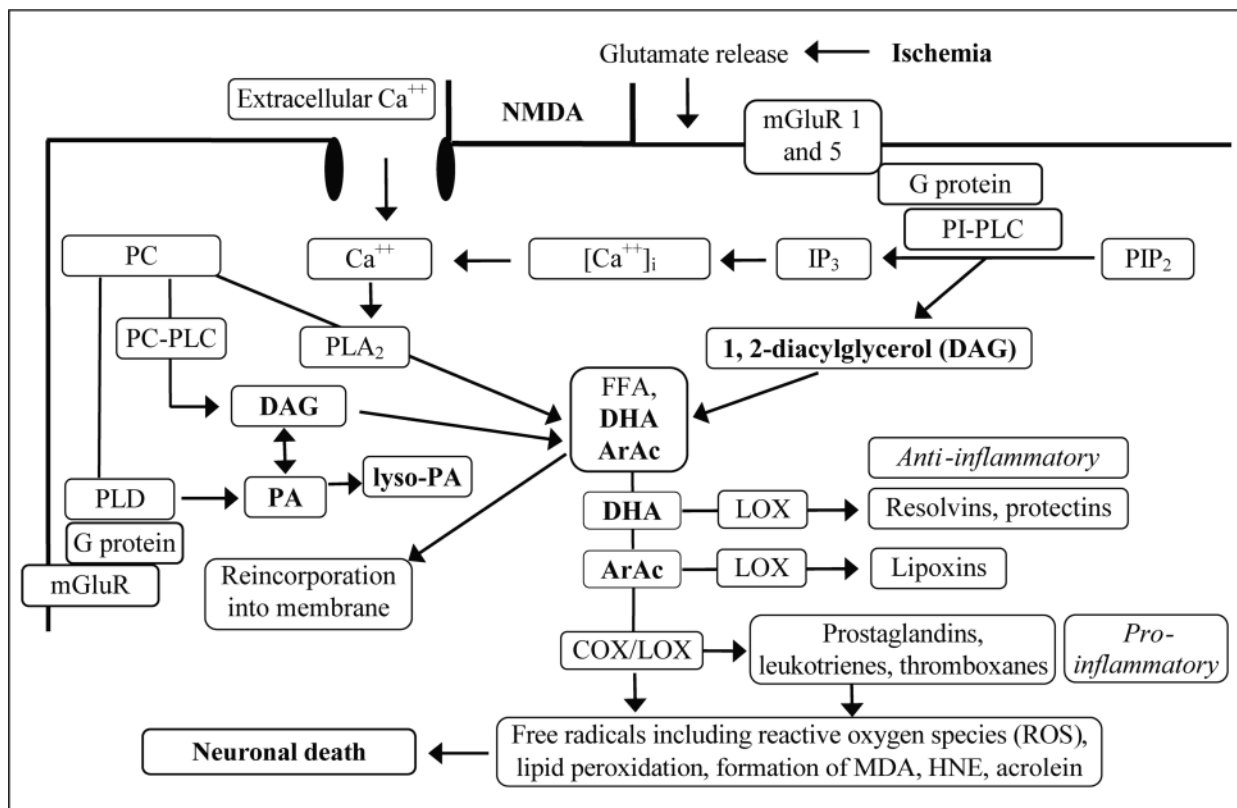 Glutamate release
Ischemia
Extracellular Ca⁺⁺
NMDA
mGluR 1
and 5
G protein
PI-PLC
PC
Ca⁺⁺
[Ca⁺⁺]ᵢ
IP₃
PIP₂
PC-PLC
PLA₂
1, 2-diacylglycerol (DAG)
FFA,
DHA
ArAc
DAG
Anti-inflammatory
lyso-PA
PLD
PA
DHA
LOX
Resolvins, protectins
G protein
mGluR
Reincorporation
into membrane
ArAc
LOX
Lipoxins
COX/LOX
Prostaglandins,
leukotrienes, thromboxanes
Pro-
inflammatory
Neuronal death
Free radicals including reactive oxygen species (ROS),
lipid peroxidation, formation of MDA, HNE, acrolein